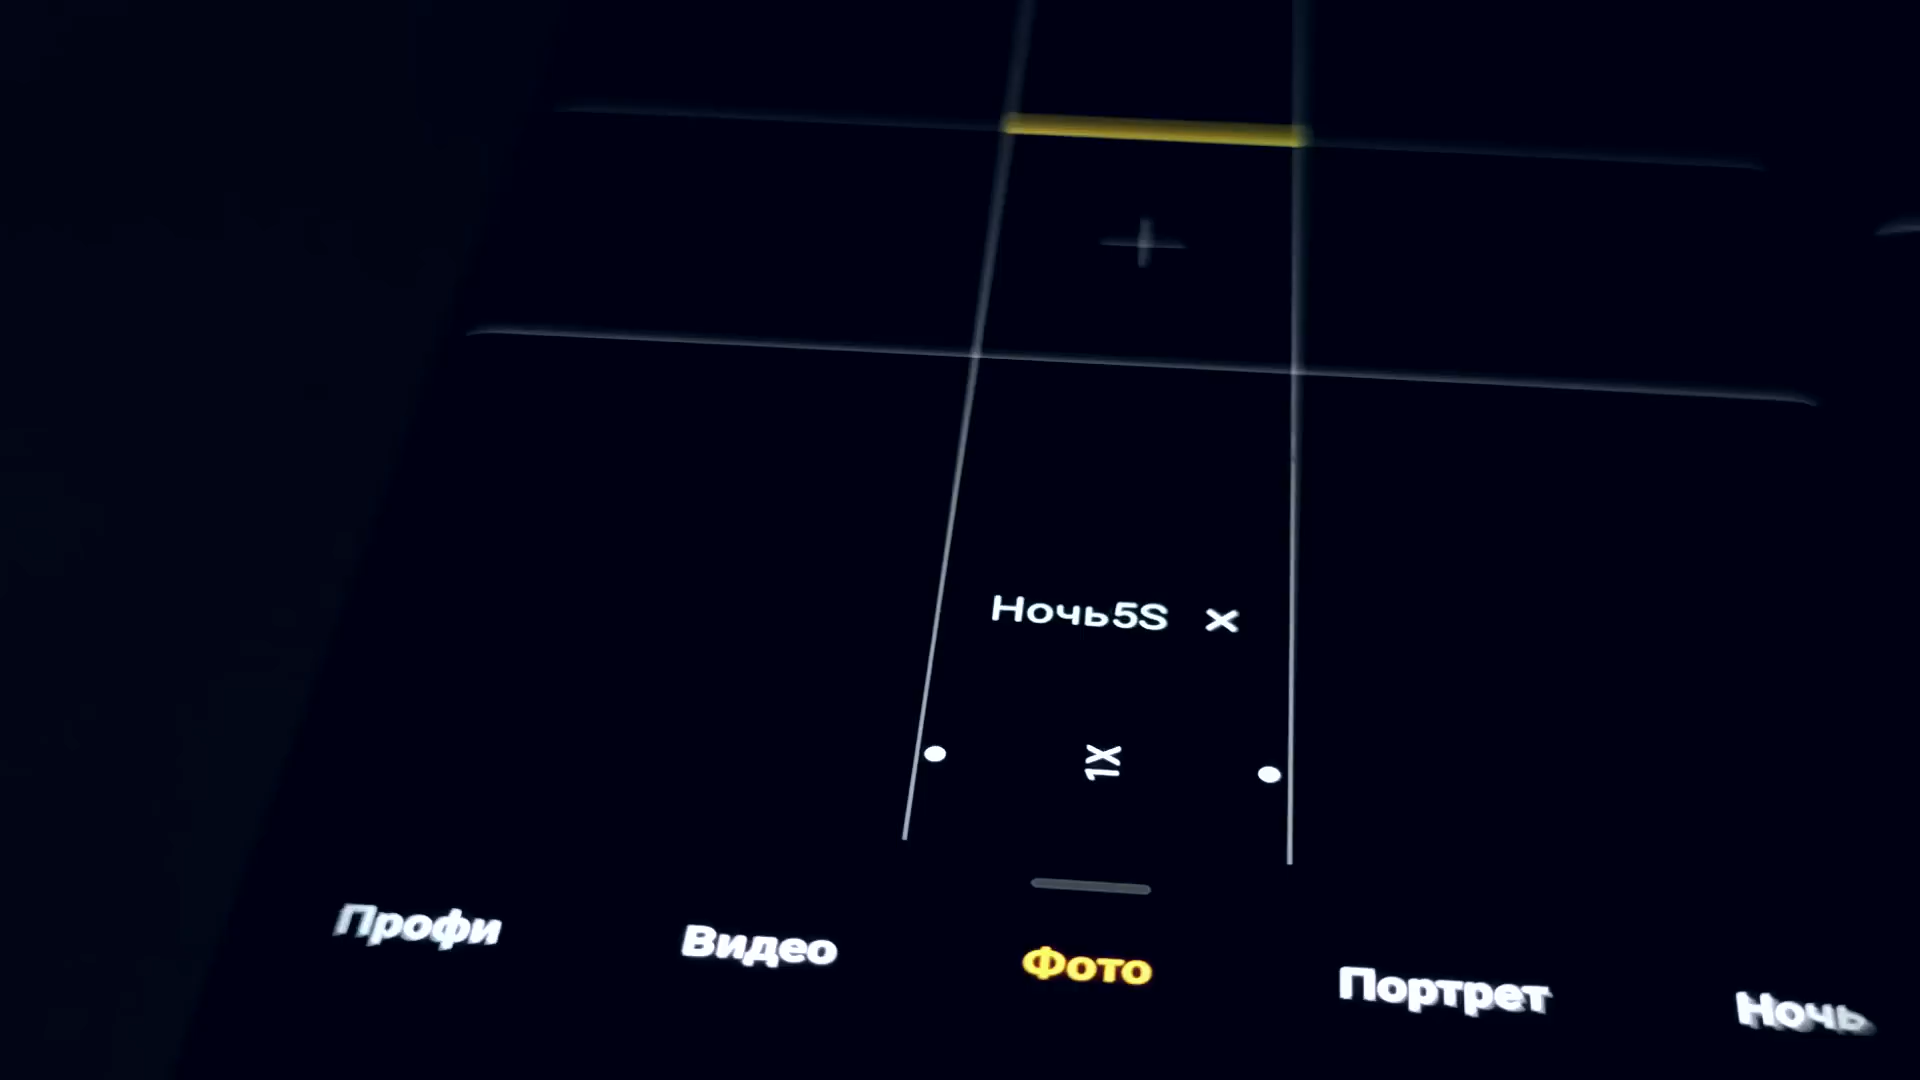 Ночь5S ×
1X
Профи Видео Фото Портрет Ночь